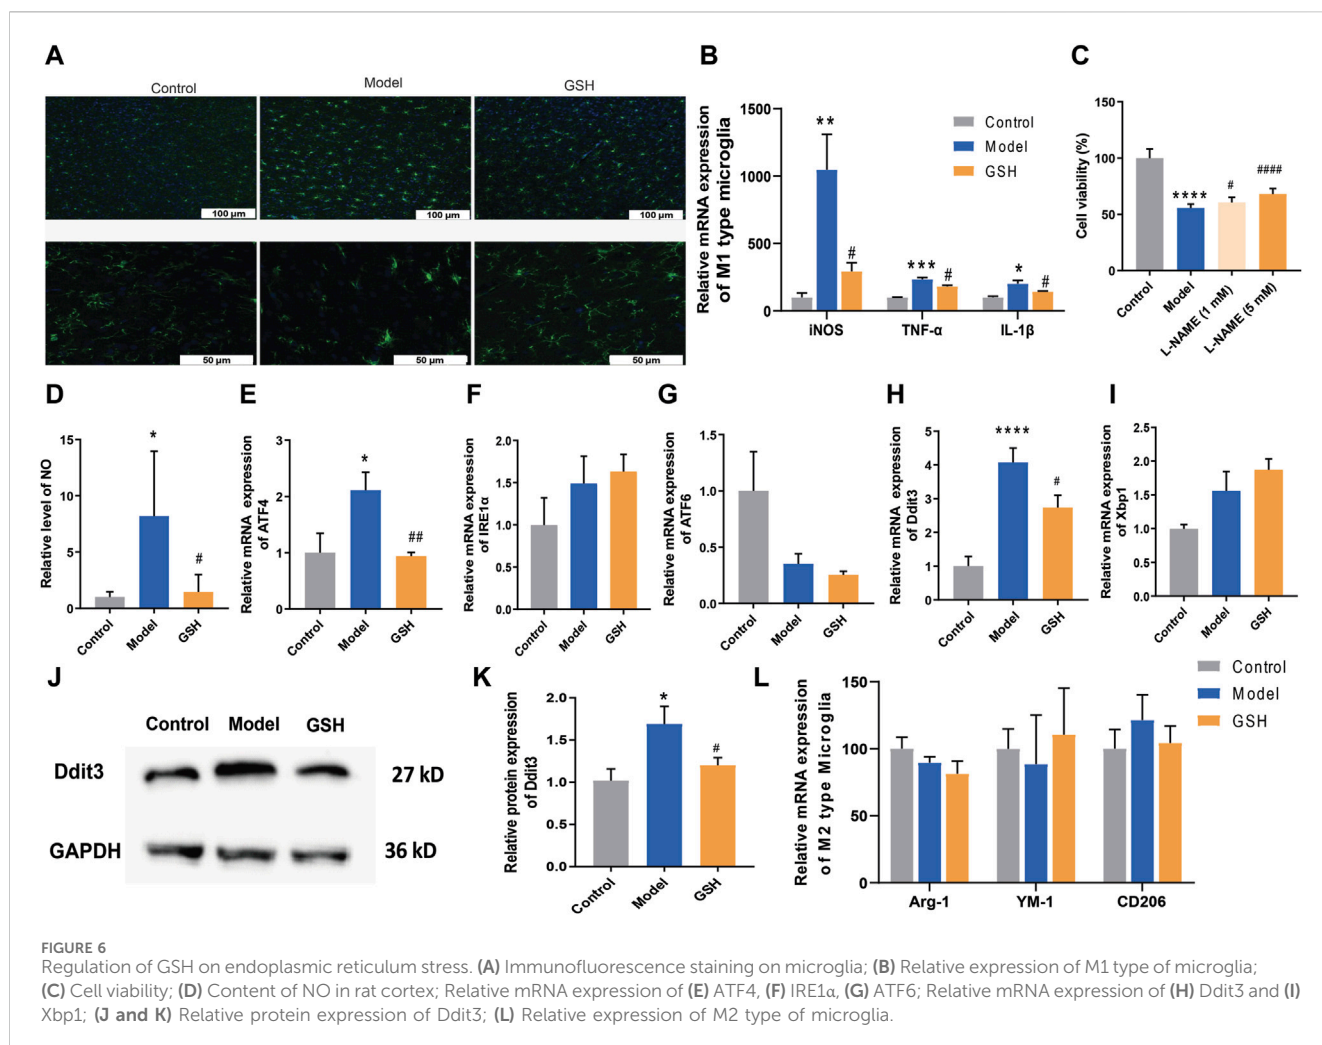 A
Control
Model
GSH
100 µm
100 µm
100 µm
50 µm
50 µm
50 µm
B
Relative mRNA expression
of M1 type microglia
1500
1000
500
0
**
#
***
#
*
#
iNOS
TNF-α
IL-1β
Control
Model
GSH
C
Cell viability (%)
150
100
50
0
****
#
####
Control
Model
L-NAME (1 mM)
L-NAME (5 mM)
D
Relative level of NO
15
10
5
0
*
#
Control
Model
GSH
E
Relative mRNA expression
of ATF4
3
2
1
0
*
##
Control
Model
GSH
F
Relative mRNA expression
of IRE1α
2.0
1.5
1.0
0.5
0.0
Control
Model
GSH
G
Relative mRNA expression
of ATF6
1.5
1.0
0.5
0.0
Control
Model
GSH
H
Relative mRNA expression
of Ddit3
5
4
3
2
1
0
****
#
Control
Model
GSH
I
Relative mRNA expression
of Xbp1
2.5
2.0
1.5
1.0
0.5
0.0
Control
Model
GSH
J
Control Model GSH
Ddit3 27 kD
GAPDH 36 kD
K
Relative protein expression
of Ddit3
2.0
1.5
1.0
0.5
0.0
*
#
Control
Model
GSH
L
Relative mRNA expression
of M2 type Microglia
150
100
50
0
Arg-1
YM-1
CD206
Control
Model
GSH
FIGURE 6
Regulation of GSH on endoplasmic reticulum stress. (A) Immunofluorescence staining on microglia; (B) Relative expression of M1 type of microglia;
(C) Cell viability; (D) Content of NO in rat cortex; Relative mRNA expression of (E) ATF4, (F) IRE1α, (G) ATF6; Relative mRNA expression of (H) Ddit3 and (I)
Xbp1; (J and K) Relative protein expression of Ddit3; (L) Relative expression of M2 type of microglia.